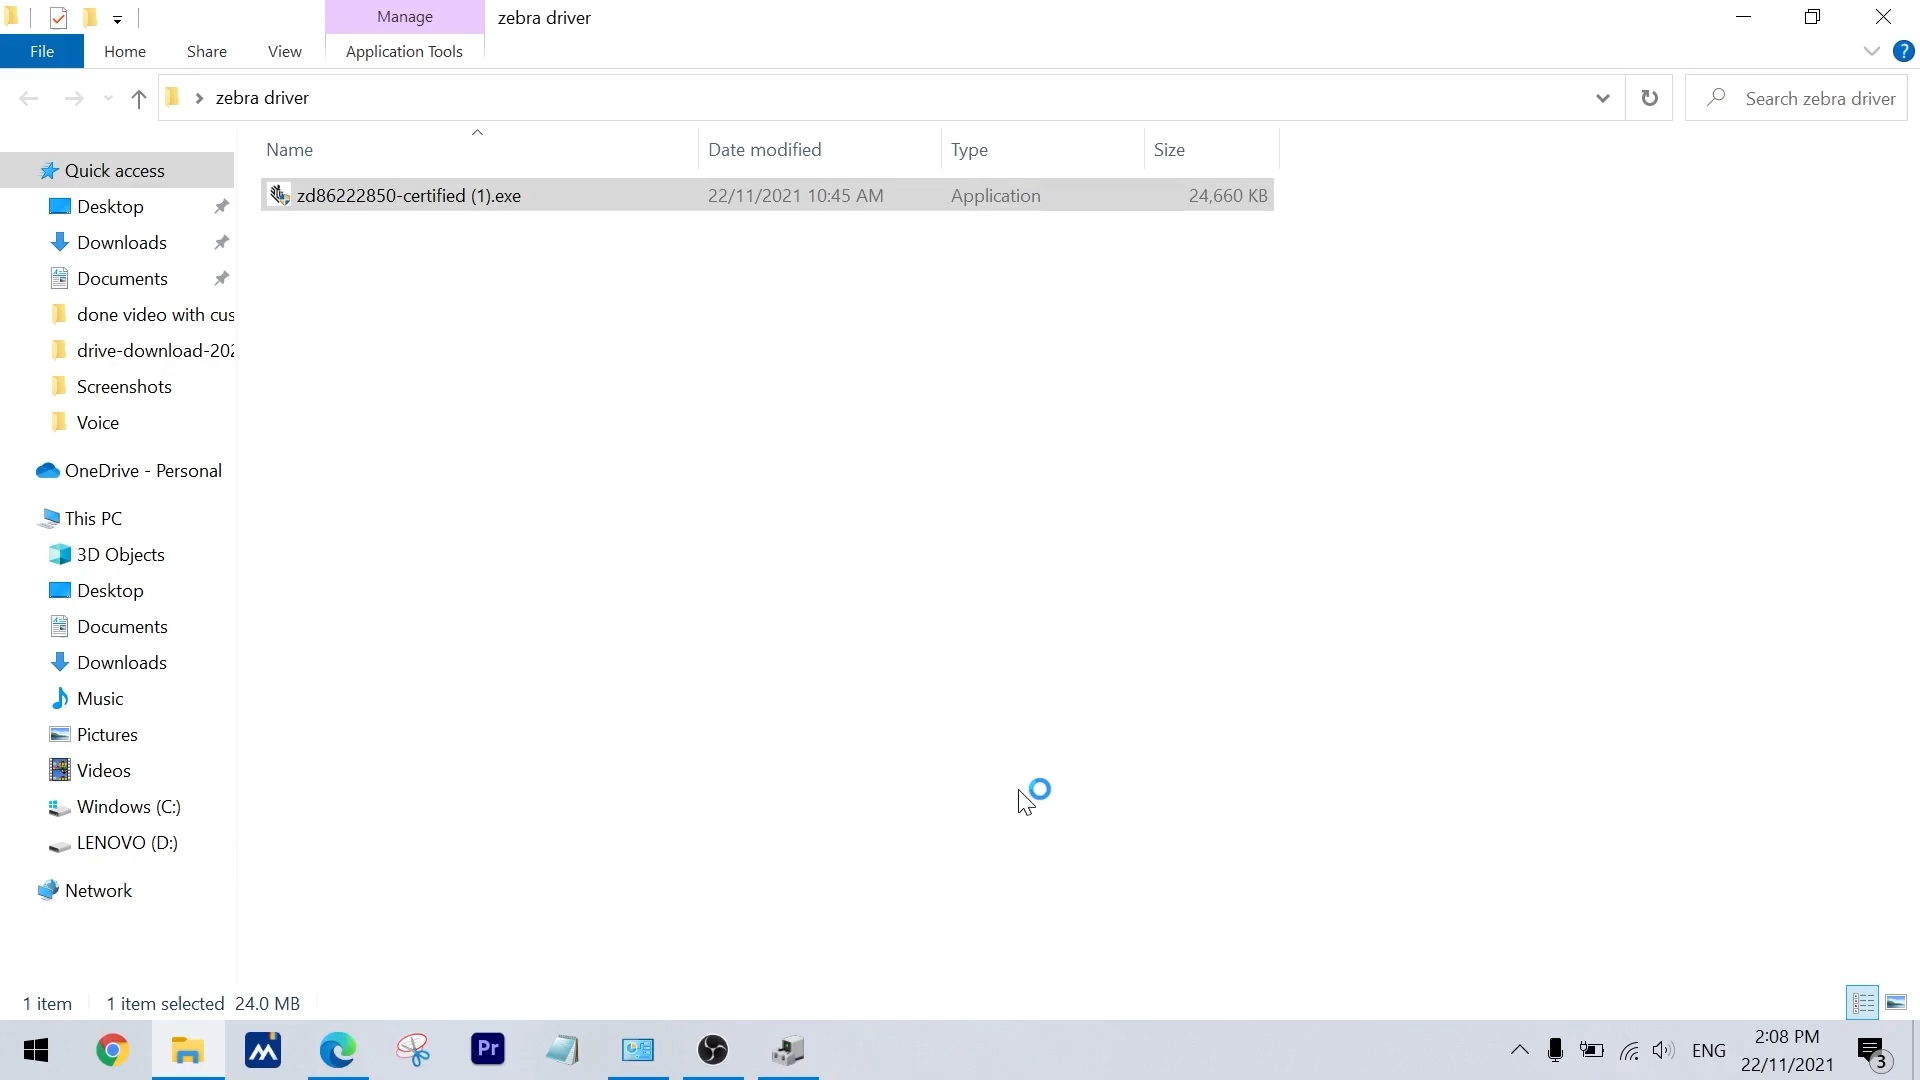 Manage
zebra driver
File
Home
Share
View
Application Tools
?
zebra driver
Search zebra driver
Name
Date modified
Type
Size
zd86222850-certified (1).exe
22/11/2021 10:45 AM
Application
24,660 KB
Quick access
Desktop
Downloads
Documents
done video with cus
drive-download-202
Screenshots
Voice
OneDrive - Personal
This PC
3D Objects
Desktop
Documents
Downloads
Music
Pictures
Videos
Windows (C:)
LENOVO (D:)
Network
1 item
1 item selected 24.0 MB
Pr
ENG
2:08 PM
22/11/2021
3